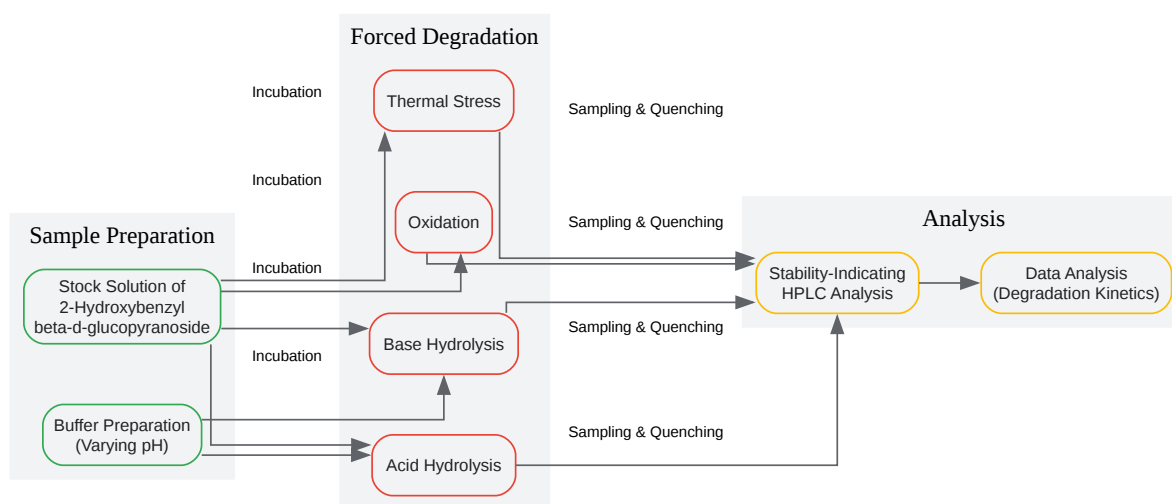 Forced Degradation
Incubation
Thermal Stress
Sampling & Quenching
Incubation
Oxidation
Sampling & Quenching
Sample Preparation
Analysis
Stock Solution of
2-Hydroxybenzyl
beta-d-glucopyranoside
Incubation
Stability-Indicating
HPLC Analysis
Data Analysis
(Degradation Kinetics)
Incubation
Base Hydrolysis
Sampling & Quenching
Buffer Preparation
(Varying pH)
Acid Hydrolysis
Sampling & Quenching